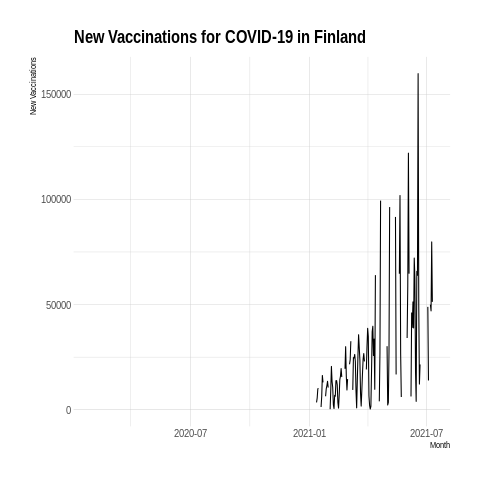 New Vaccinations for COVID-19 in Finland
New Vaccinations
150000
100000
50000
0
2020-07
2021-01
2021-07
Month